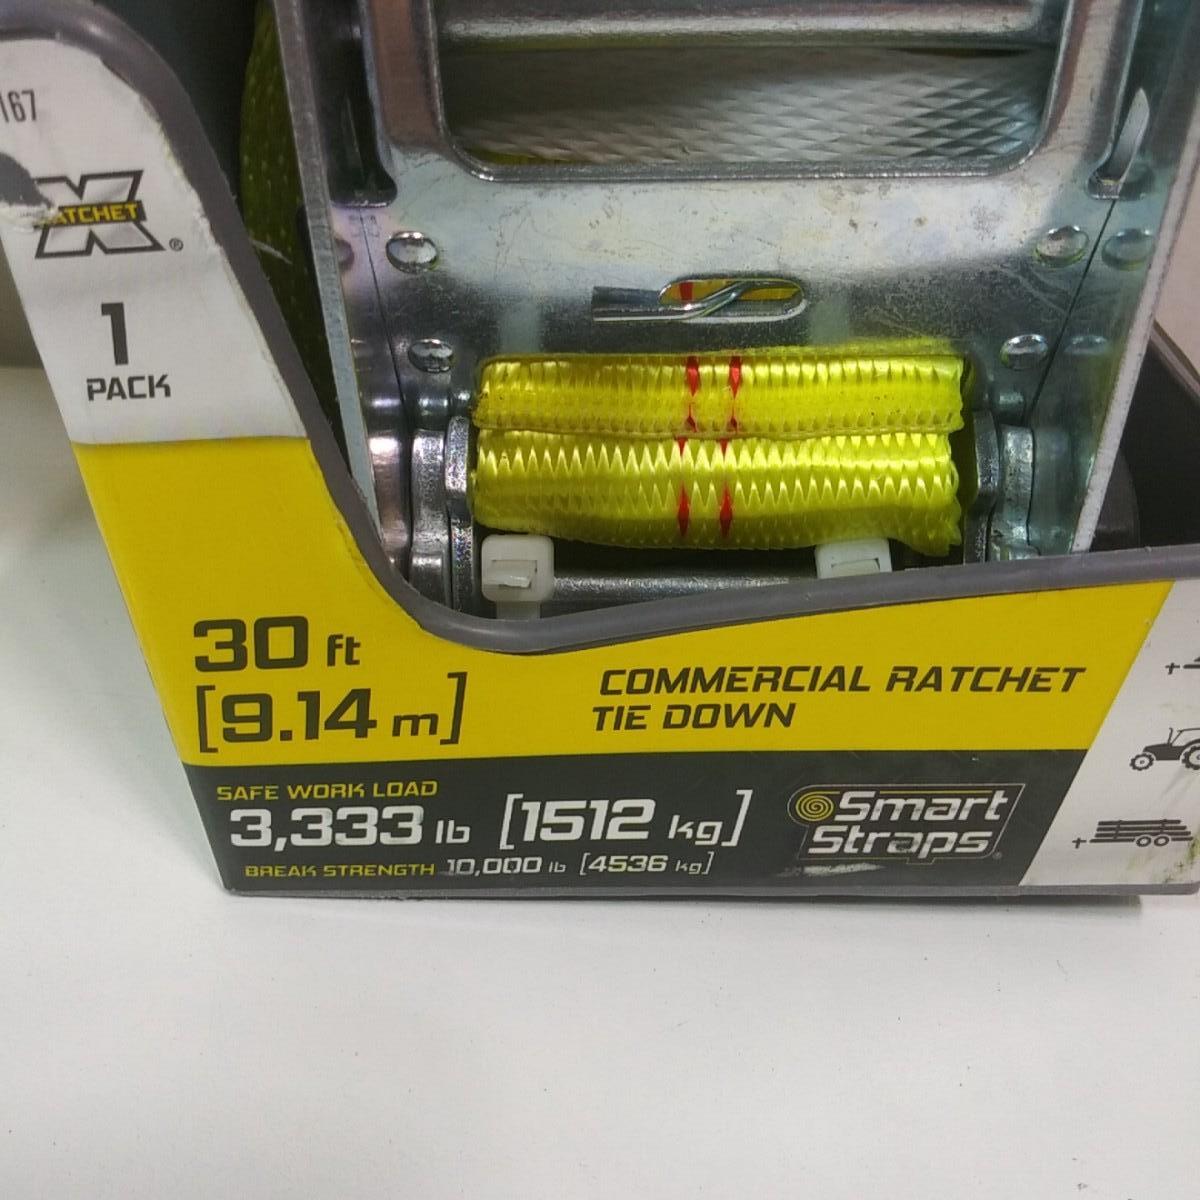 167
RATCHET
X
®
1
PACK
30 ft
[9.14 m]
COMMERCIAL RATCHET
TIE DOWN
SAFE WORK LOAD
3,333 lb [1512 kg]
BREAK STRENGTH 10,000 lb [4536 kg]
Smart
Straps®